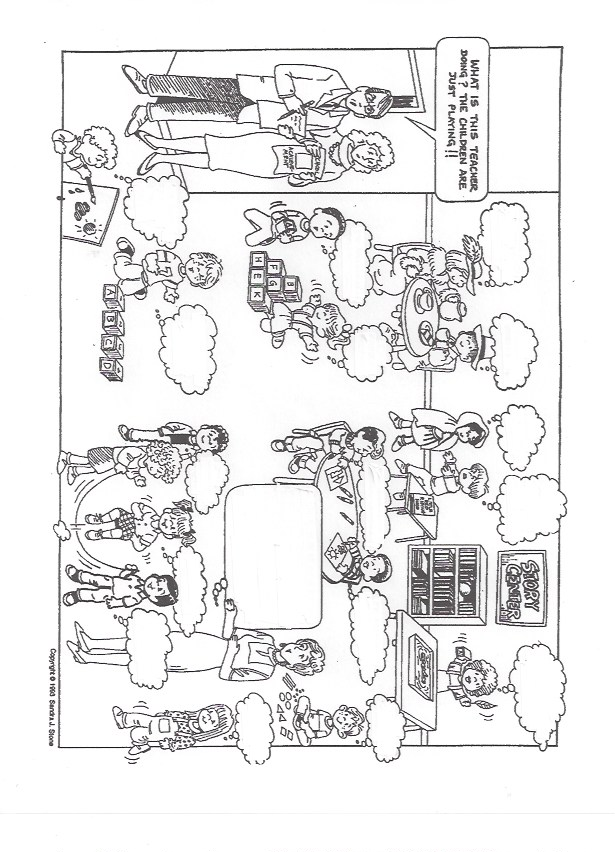 WHAT IS THIS TEACHER
DOING? THE CHILDREN ARE
JUST PLAYING!!
STORY
CENTER
B
F G
H E K
A B C D
Copyright © 1993 Sandra J. Stone